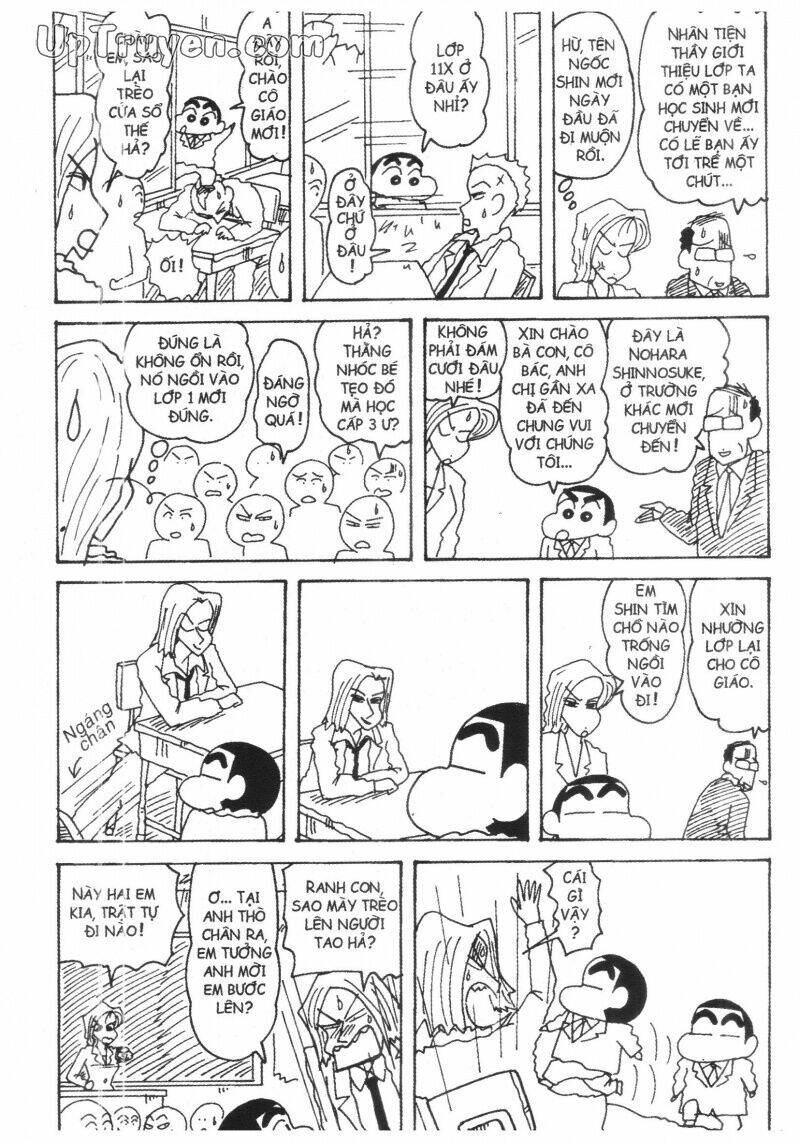 UpTruyen.com
NHÂN TIỆN
THẦY GIỚI
THIỆU LỚP TA
CÓ MỘT BẠN
HỌC SINH MỚI
CHUYỂN VỀ...
CÓ LẼ BẠN ẤY
TỚI TRỄ MỘT
CHÚT...
HỪ, TÊN
NGỐC
SHIN MỚI
NGÀY
ĐẦU ĐÃ
ĐI MUỘN
RỒI.
LỚP
11X Ở
ĐÂU ẤY
NHỈ?
Ở
ĐÂY
CHỨ Ở
ĐÂU!
A
ĐÂY
RỒI,
CHÀO
CÔ
GIÁO
MỚI!
EM, SAO
LẠI
TRÈO
CỬA SỔ
THẾ
HẢ?
ỐI!
ĐÂY LÀ
NOHARA
SHINNOSUKE,
Ở TRƯỜNG
KHÁC MỚI
CHUYỂN
ĐẾN!
XIN CHÀO
BÀ CON, CÔ
BÁC, ANH
CHỊ GẦN XA
ĐÃ ĐẾN
CHUNG VUI
VỚI CHÚNG
TÔI...
KHÔNG
PHẢI ĐÁM
CƯỚI ĐÂU
NHÉ!
HẢ?
THẰNG
NHÓC BÉ
TẸO ĐÓ
MÀ HỌC
CẤP 3 Ư?
ĐÁNG
NGỜ
QUÁ!
ĐÚNG LÀ
KHÔNG ỔN RỒI,
NÓ NGỒI VÀO
LỚP 1 MỚI
ĐÚNG.
XIN
NHƯỜNG
LỚP LẠI
CHO CÔ
GIÁO.
EM
SHIN TÌM
CHỖ NÀO
TRỐNG
NGỒI
VÀO
ĐI!
Ngáng
chân
CÁI
GÌ
VẬY
?
RANH CON,
SAO MÀY TRÈO
LÊN NGƯỜI
TAO HẢ?
Ơ... TẠI
ANH THÒ
CHÂN RA,
EM TƯỞNG
ANH MỜI
EM BƯỚC
LÊN?
NÀY HAI EM
KIA, TRẬT TỰ
ĐI NÀO!